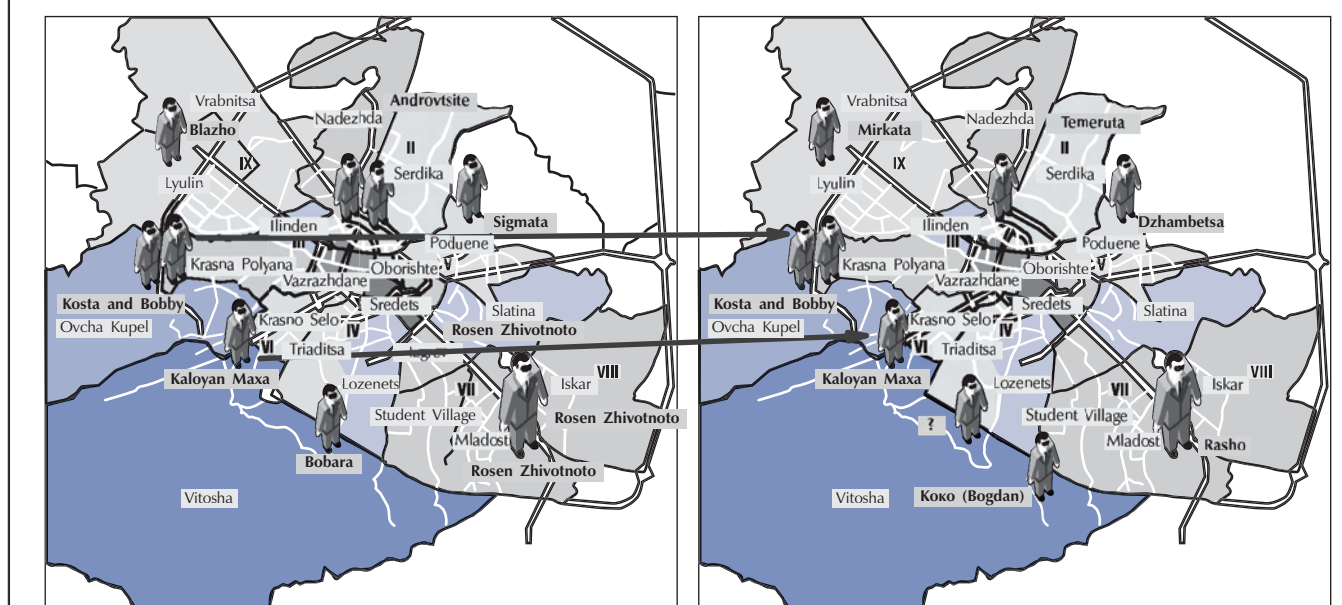 Vrabnitsa
Blazho
Nadezhda
Androvtsite
II
Serdika
IX
Lyulin
Sigmata
Ilinden
III
Poduene
Krasna Polyana
Oborishte
V
Vazrazhdane
Kosta and Bobby
Ovcha Kupel
Sredets
Slatina
Krasno Selo
IV
Rosen Zhivotnoto
VI
Triaditsa
Kaloyan Maxa
Lozenets
VII
Iskar
VIII
Student Village
Rosen Zhivotnoto
Mladost
Bobara
Rosen Zhivotnoto
Vitosha
Vrabnitsa
Mirkata
Nadezhda
Temeruta
II
Serdika
IX
Lyulin
Dzhambetsa
Ilinden
III
Poduene
Krasna Polyana
Oborishte
V
Vazrazhdane
Kosta and Bobby
Ovcha Kupel
Sredets
Slatina
Krasno Selo
IV
VI
Triaditsa
Kaloyan Maxa
Lozenets
VII
Iskar
VIII
?
Student Village
Mladost
Rasho
Koko (Bogdan)
Vitosha